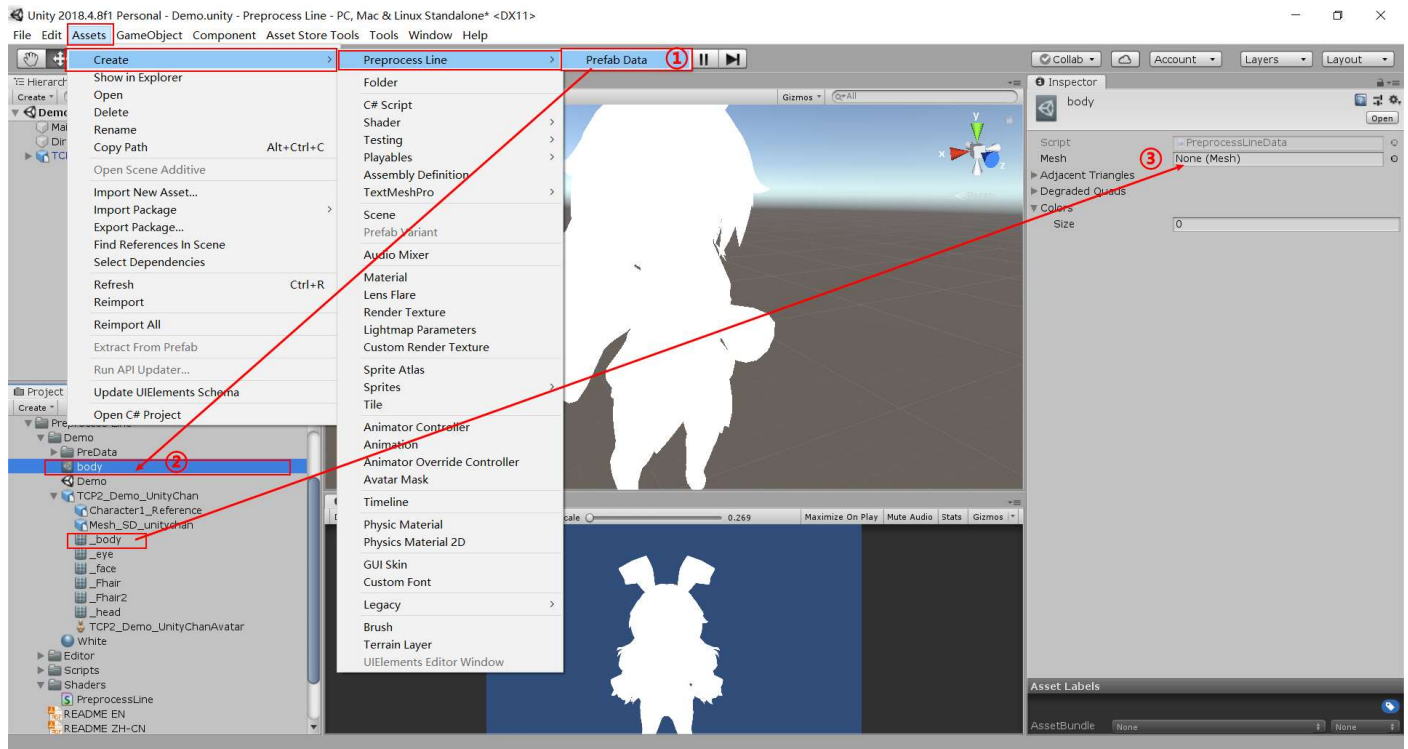 Unity 2018.4.8f1 Personal - Demo.unity - Preprocess Line - PC, Mac & Linux Standalone* <DX11>
File Edit Assets GameObject Component Asset Store Tools Tools Window Help
Create
Show in Explorer
Open
Delete
Rename
Copy Path Alt+Ctrl+C
Open Scene Additive
Import New Asset...
Import Package
Export Package...
Find References In Scene
Select Dependencies
Refresh Ctrl+R
Reimport
Reimport All
Extract From Prefab
Run API Updater...
Update UIElements Schema
Open C# Project
Preprocess Line
Folder
C# Script
Shader
Testing
Playables
Assembly Definition
TextMeshPro
Scene
Prefab Variant
Audio Mixer
Material
Lens Flare
Render Texture
Lightmap Parameters
Custom Render Texture
Sprite Atlas
Sprites
Tile
Animator Controller
Animation
Animator Override Controller
Avatar Mask
Timeline
Physic Material
Physics Material 2D
GUI Skin
Custom Font
Legacy
Brush
Terrain Layer
UIElements Editor Window
Prefab Data ①
Collab Account Layers Layout
Hierarch
Create
Demo
Mai
Dir
TCP
Gizmos All
y
x
z
0.269 Maximize On Play Mute Audio Stats Gizmos
Project
Create
Demo
PreData
body ②
Demo
TCP2_Demo_UnityChan
Character1_Reference
Mesh_SD_unitychan
_body
_eye
_face
_Fhair
_Fhair2
_head
TCP2_Demo_UnityChanAvatar
White
Editor
Scripts
Shaders
PreprocessLine
README EN
README ZH-CN
Inspector
body
Open
Script PreprocessLineData
Mesh ③ None (Mesh)
Adjacent Triangles
Degraded Quads
Colors
Size 0
Asset Labels
AssetBundle None None